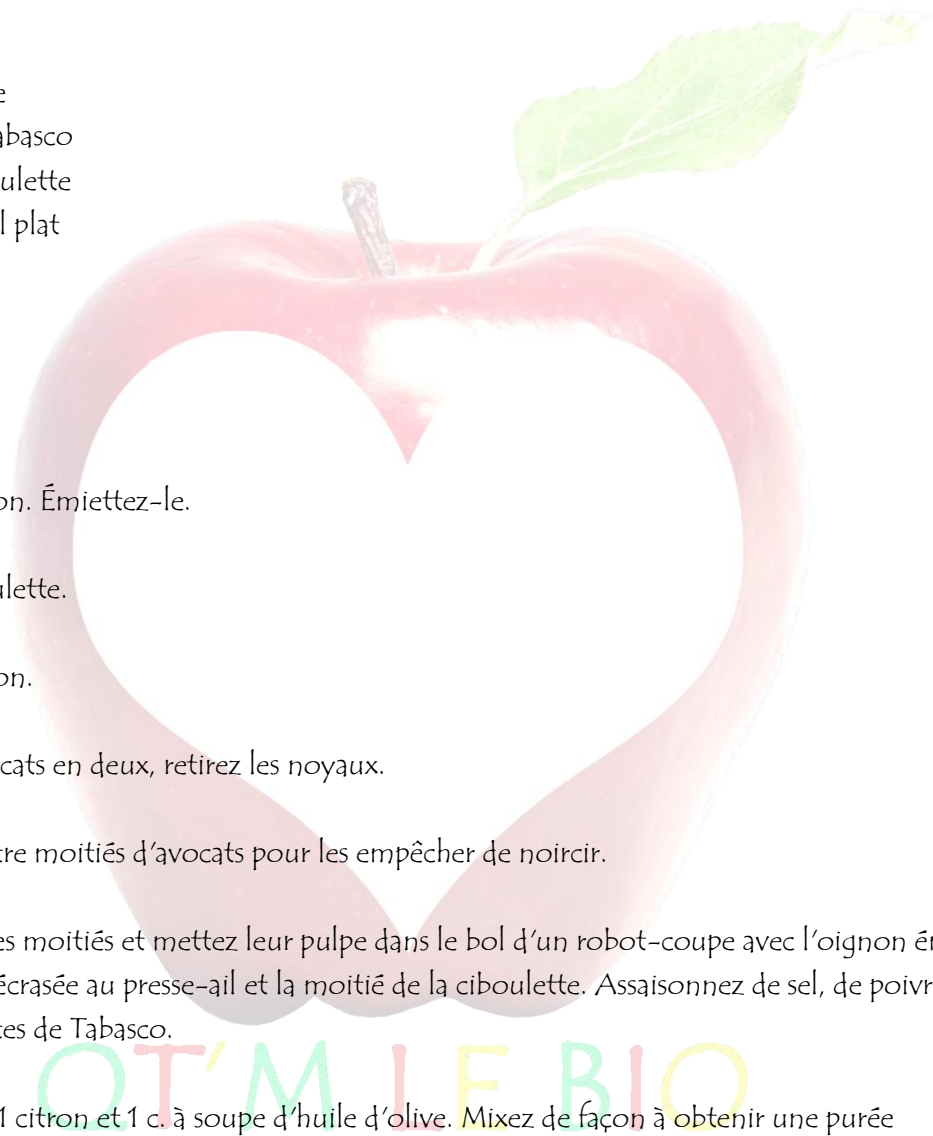 abasco
ulette
l plat
on. Émiettez-le.
ulette.
on.
cats en deux, retirez les noyaux.
tre moitiés d'avocats pour les empêcher de noircir.
es moitiés et mettez leur pulpe dans le bol d'un robot-coupe avec l'oignon ém
écrasée au presse-ail et la moitié de la ciboulette. Assaisonnez de sel, de poivr
tes de Tabasco.
QT'M LE BIO
1 citron et 1 c. à soupe d'huile d'olive. Mixez de façon à obtenir une purée